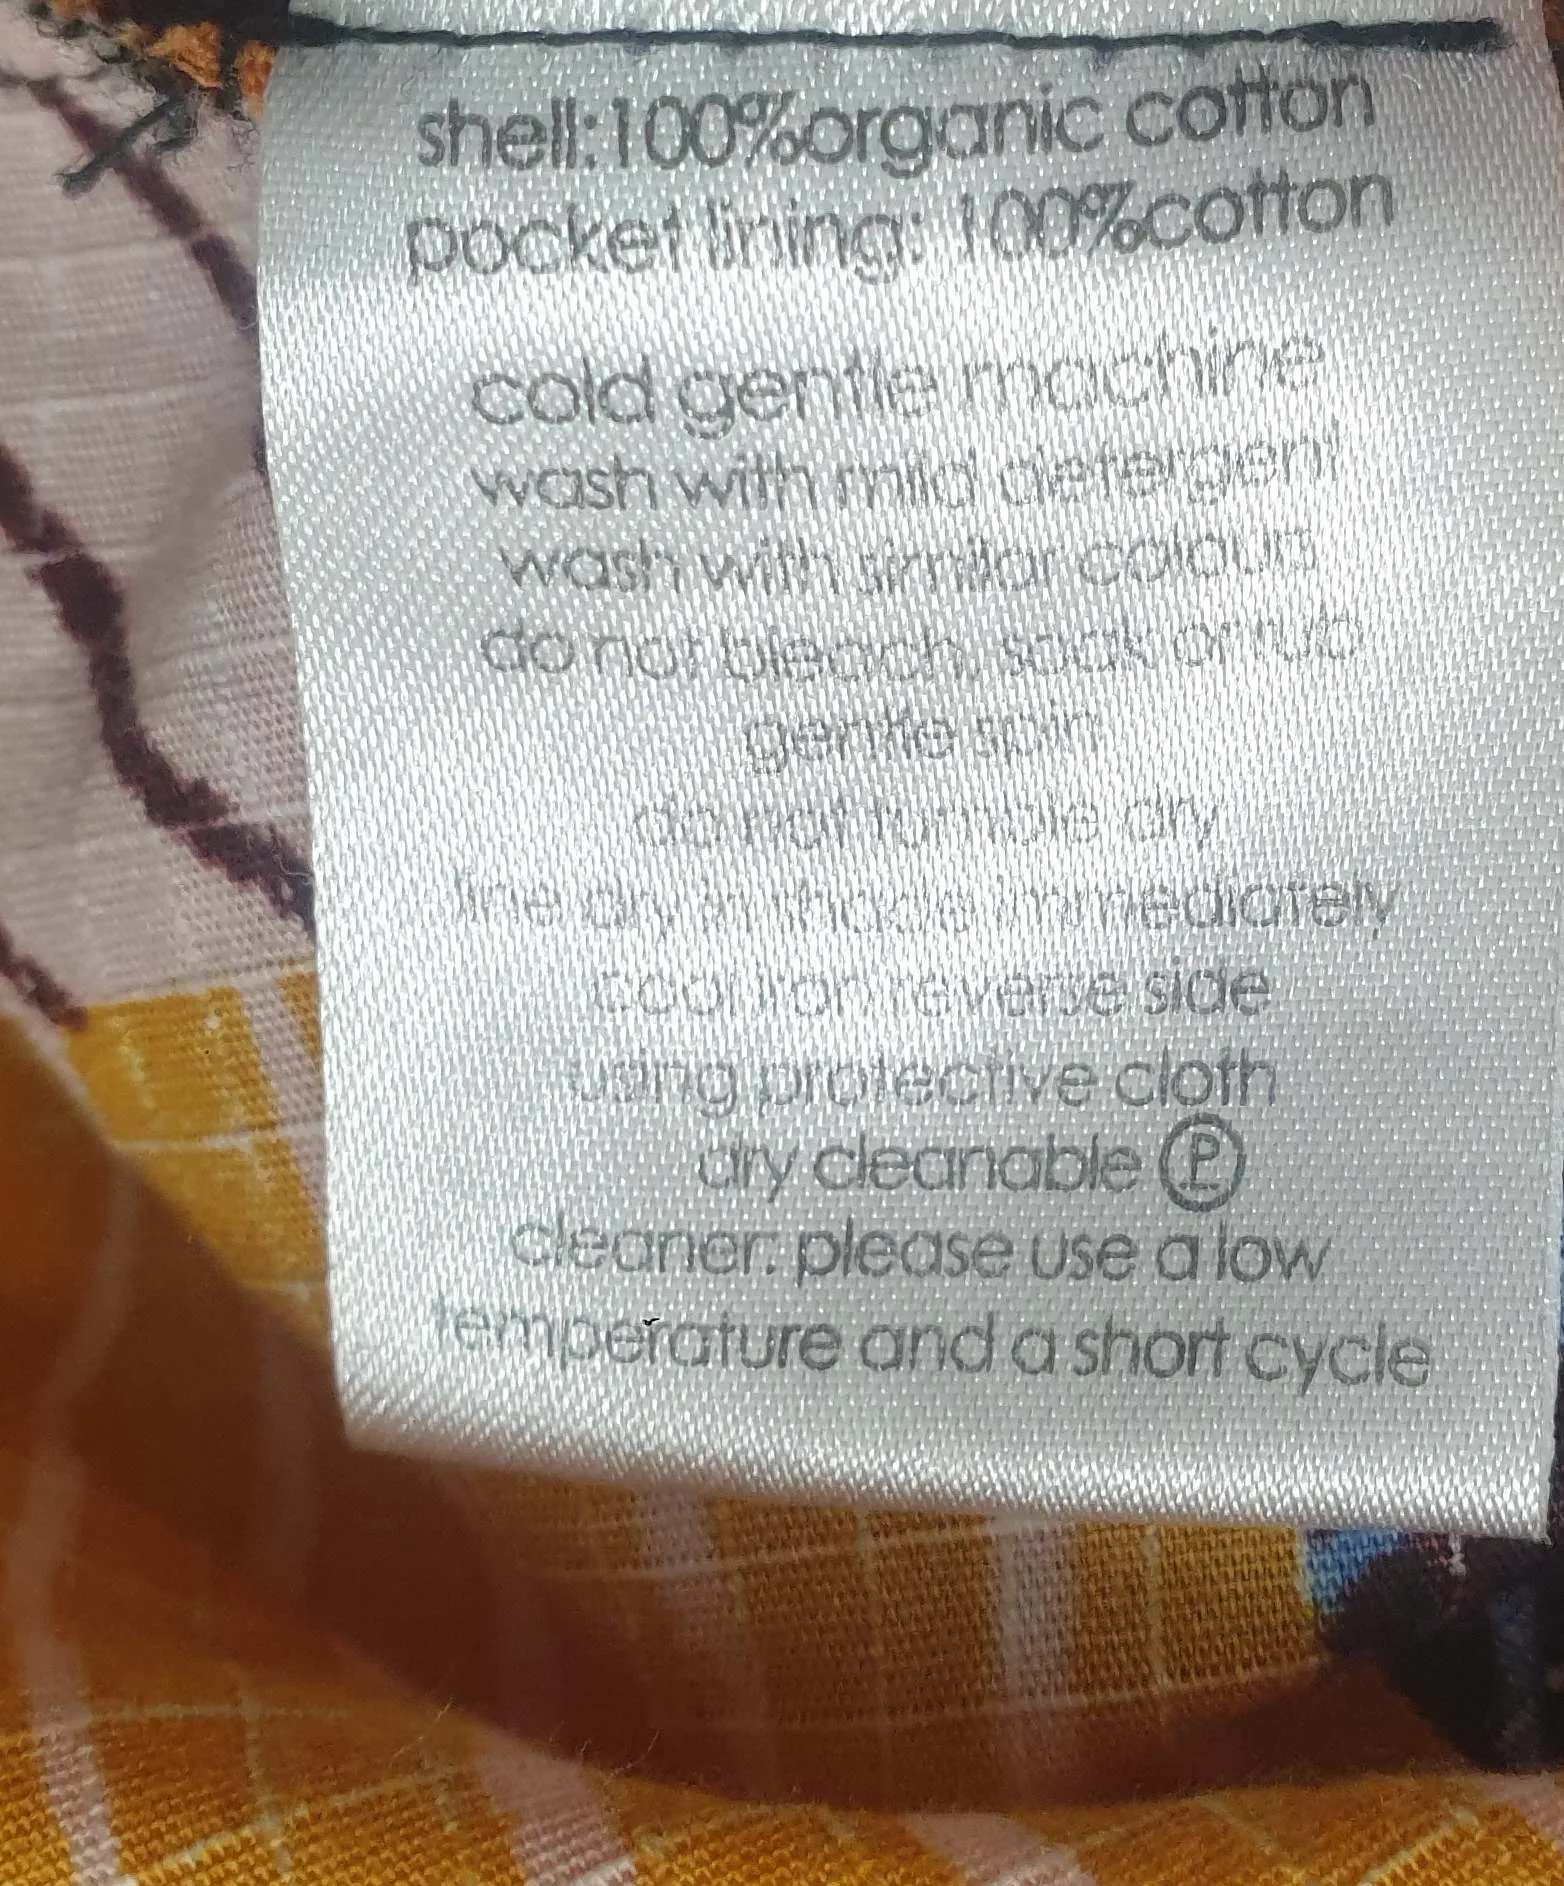 shell:100%organic cotton
pocket lining: 100%cotton
cold gentle machine
wash with mild detergent
wash with similar colours
do not bleach, soak or rub
gentle spin
do not tumble dry
line dry in shade immediately
cool iron reverse side
using protective cloth
dry cleanable Ⓟ
cleaner: please use a low
temperature and a short cycle